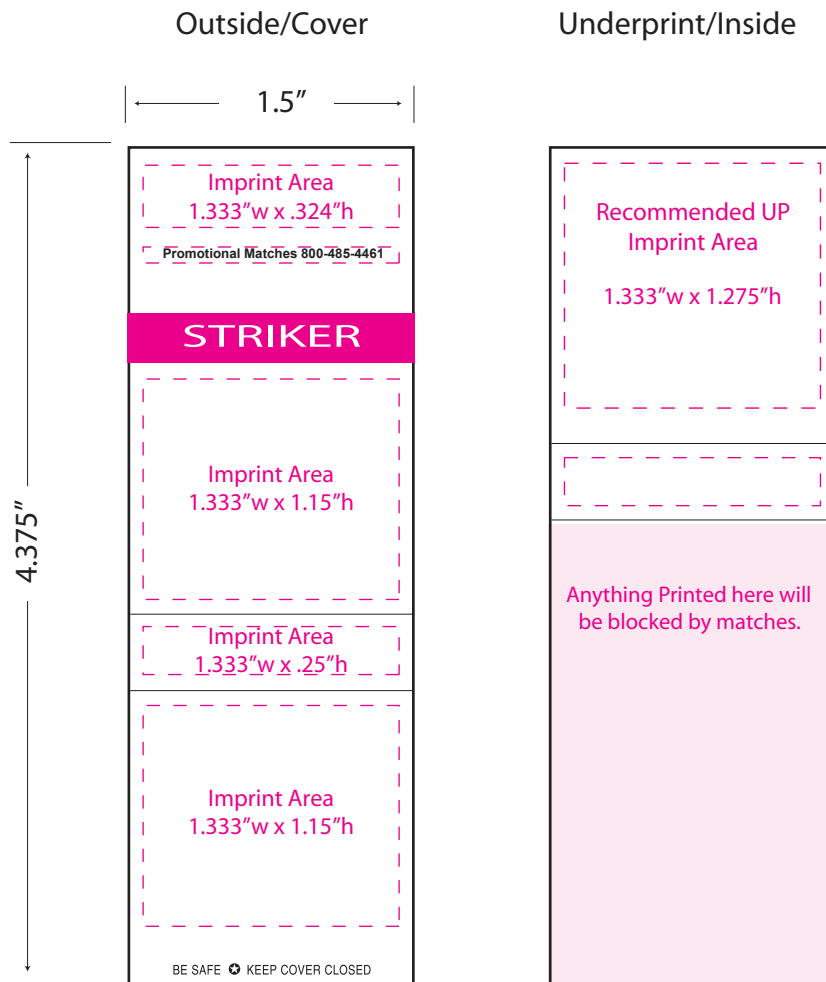 Outside/Cover
Underprint/Inside
1.5”
4.375”
Imprint Area
1.333”w x .324”h
Promotional Matches 800-485-4461
STRIKER
Imprint Area
1.333”w x 1.15”h
Imprint Area
1.333”w x .25”h
Imprint Area
1.333”w x 1.15”h
BE SAFE ✪ KEEP COVER CLOSED
Recommended UP
Imprint Area
1.333”w x 1.275”h
Anything Printed here will
be blocked by matches.